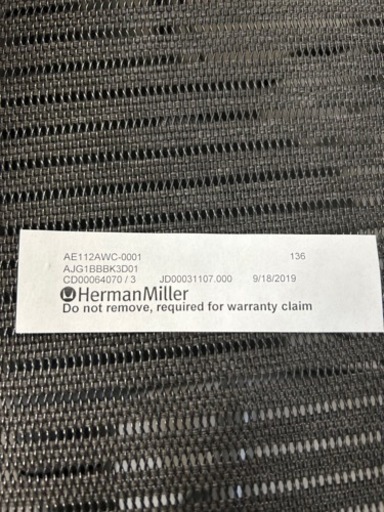 AE112AWC-0001 136
AJG1BBBK3D01
CD00064070 / 3 JD00031107.000 9/18/2019
HermanMiller
Do not remove, required for warranty claim